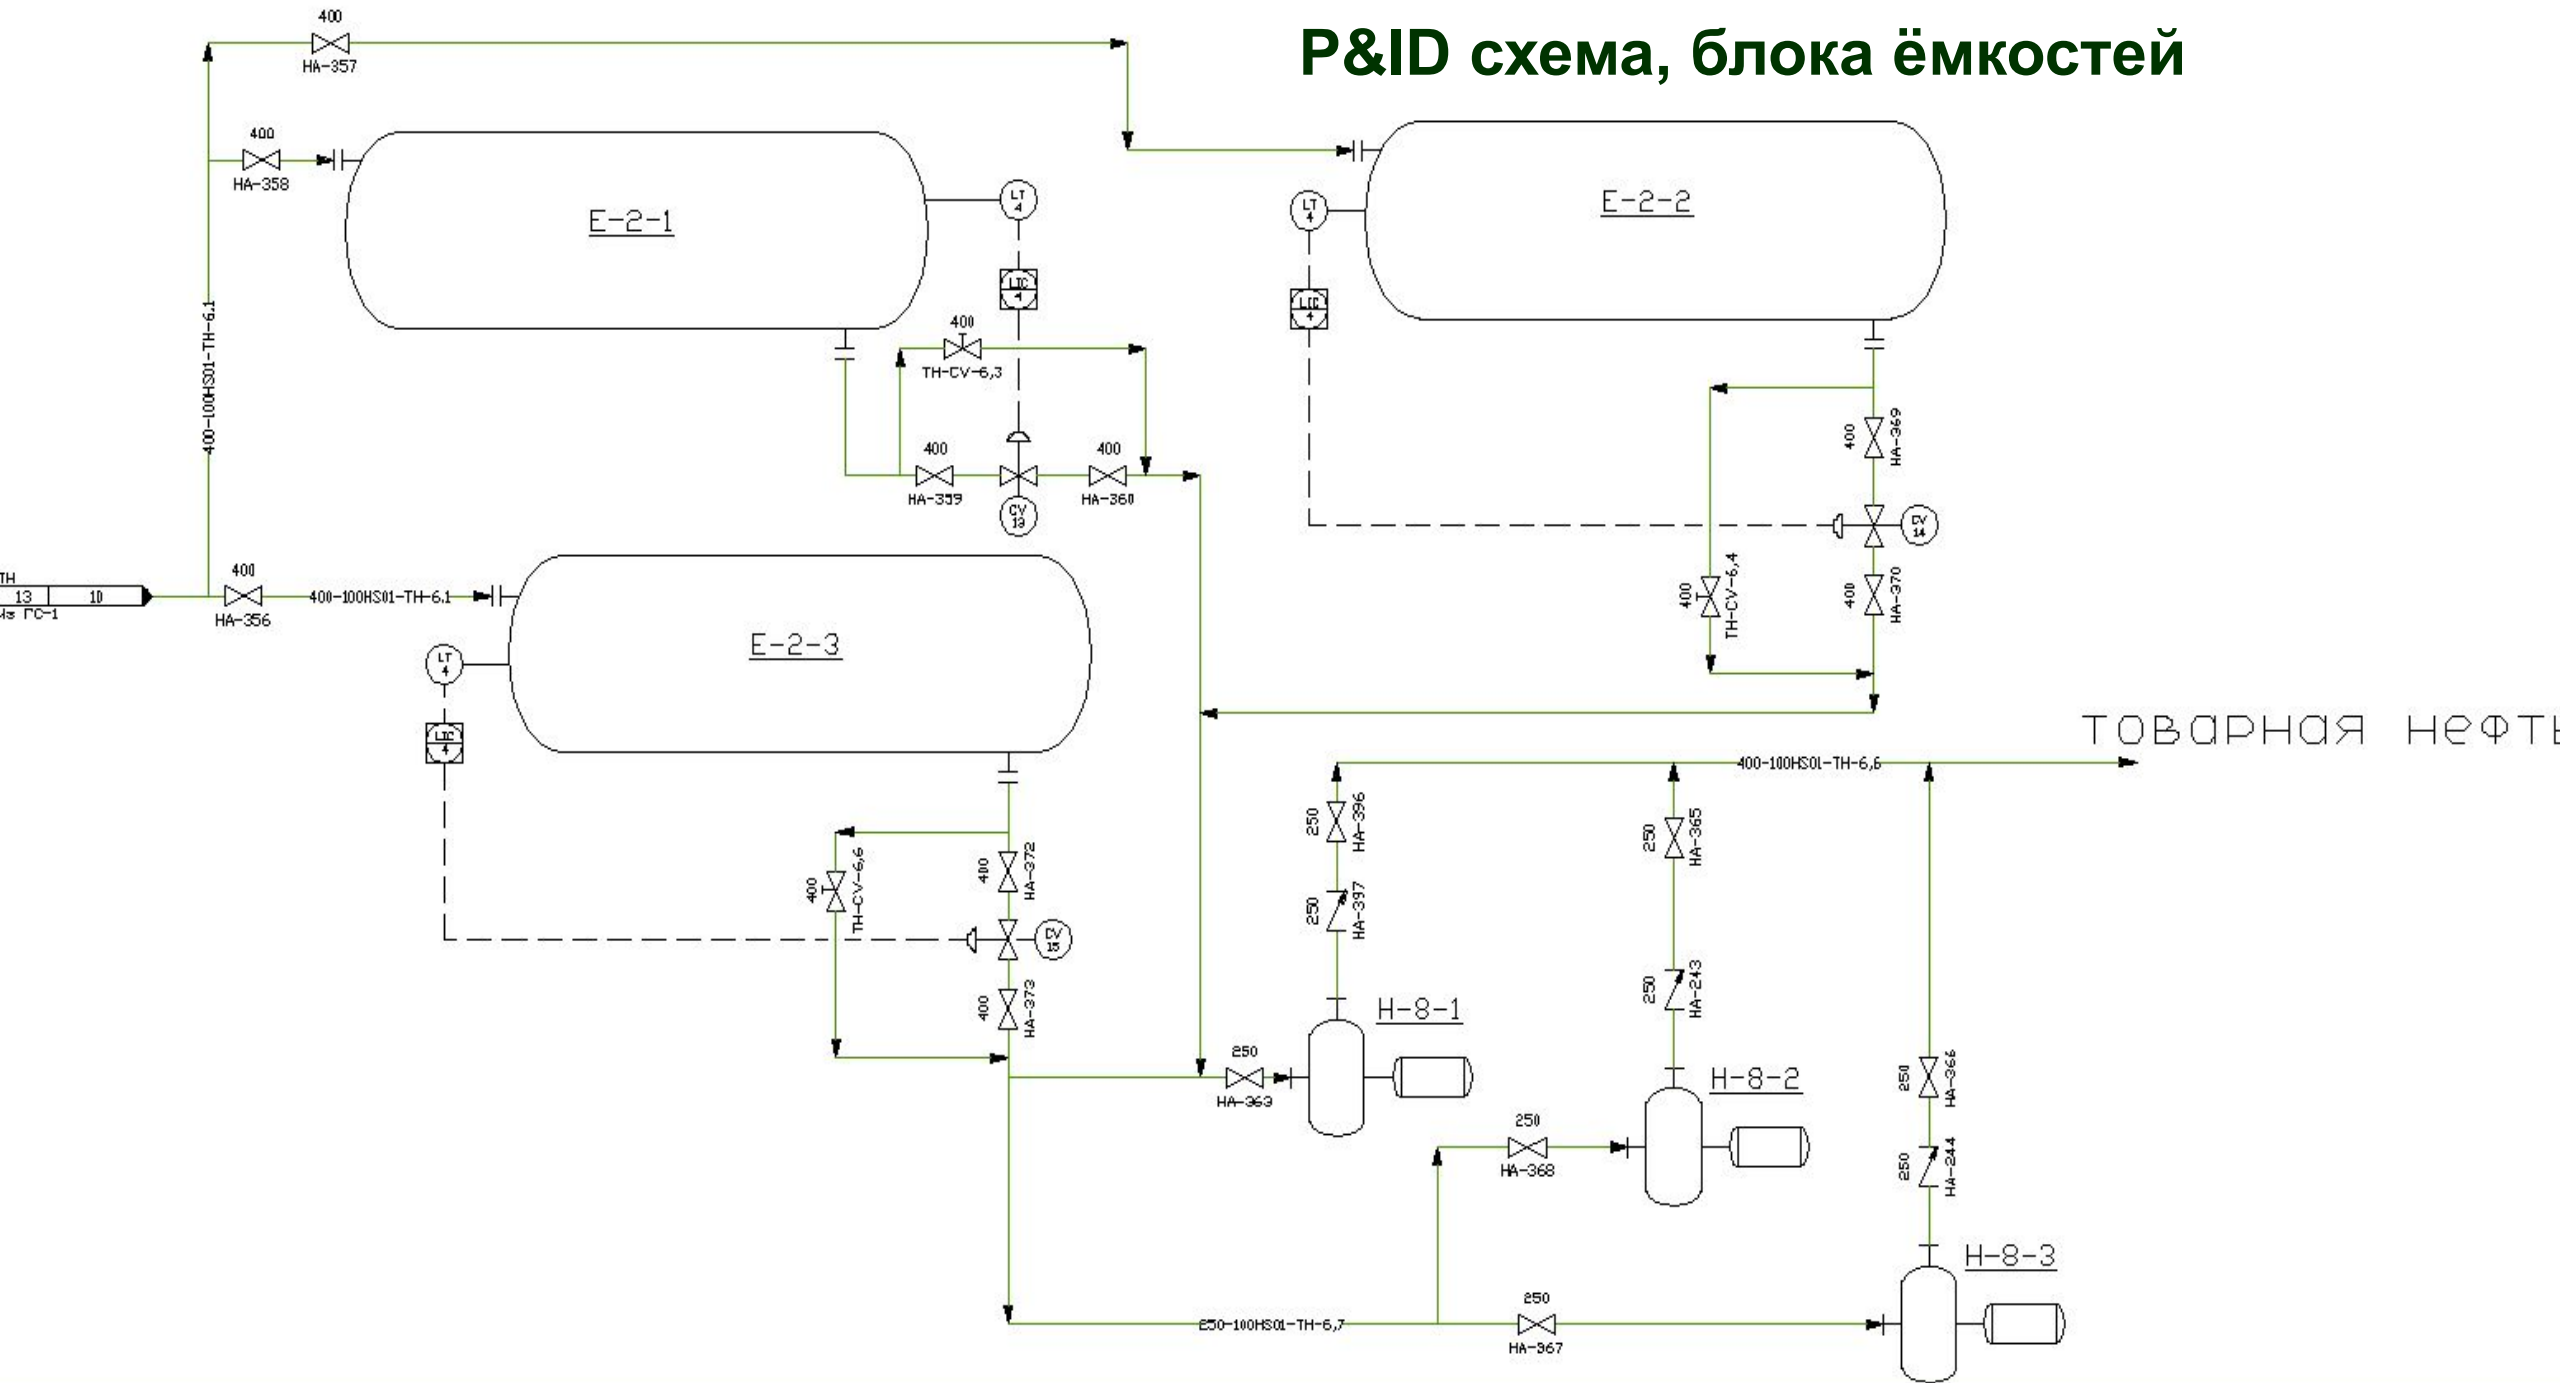 P&ID схема, блока ёмкостей
400
НА-357
400
НА-358
E-2-1
LT
4
LIC
4
400
ТН-CV-6,3
400
НА-359
CV
13
400
НА-360
E-2-2
LT
4
LIC
4
400
НА-369
CV
14
400
НА-370
400
ТН-CV-6,4
400-100HS01-ТН-6.1
ТН
13
10
Из ГС-1
400
НА-356
400-100HS01-ТН-6.1
E-2-3
LT
4
LIC
4
400
ТН-CV-6,6
400
НА-372
CV
15
400
НА-373
товарная нефть
400-100HS01-ТН-6,6
250
НА-396
250
НА-397
250
НА-365
250
НА-243
250
НА-366
250
НА-244
Н-8-1
250
НА-363
Н-8-2
250
НА-368
Н-8-3
250-100HS01-ТН-6,7
250
НА-367